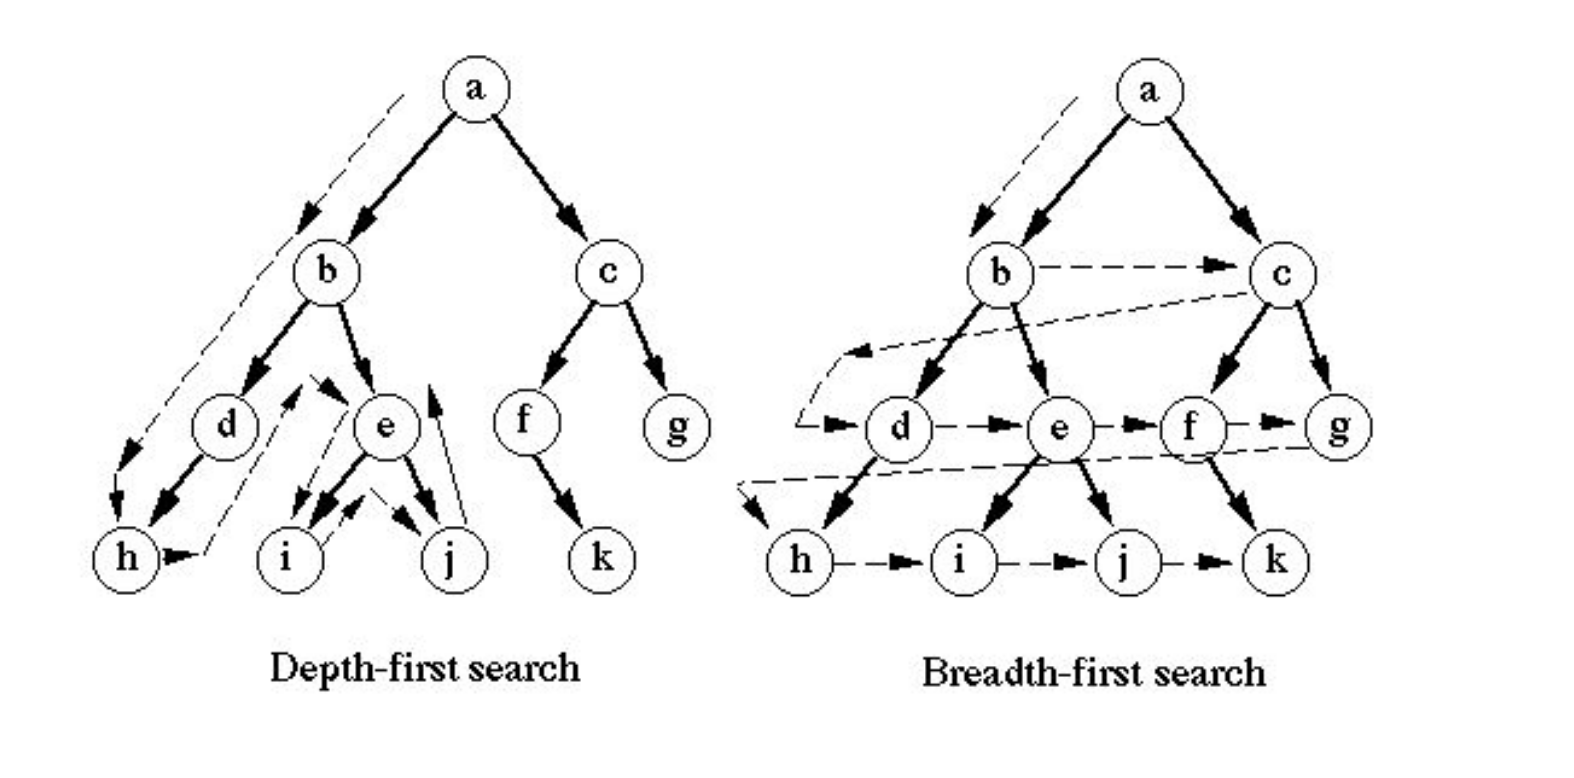 a
b c
d e f g
h i j k
Depth-first search
a
b c
d e f g
h i j k
Breadth-first search